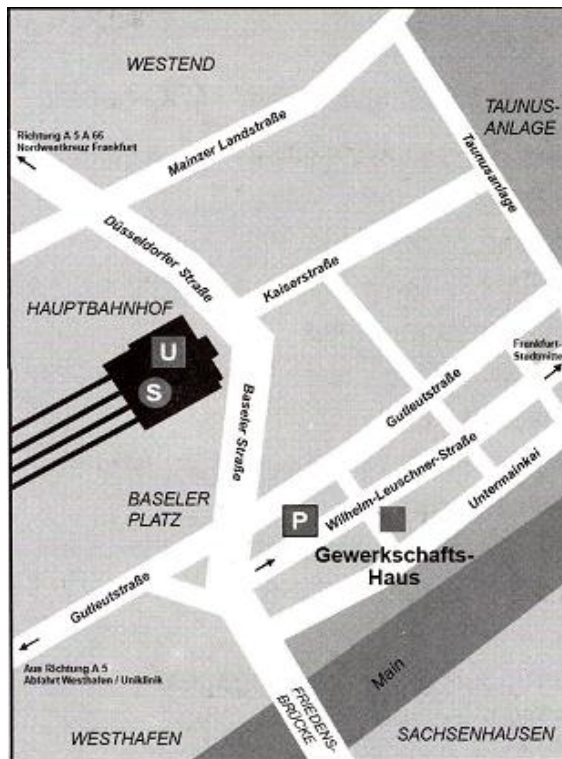 WESTEND
TAUNUS-
ANLAGE
Richtung A 5 A 66
Nordwestkreuz Frankfurt
Mainzer Landstraße
Taunusanlage
Düsseldorfer Straße
HAUPTBAHNHOF
Kaiserstraße
U
S
Frankfurt-
Stadtmitte
Baseler Straße
Gutleutstraße
BASELER
PLATZ
P
Wilhelm-Leuschner-Straße
Untermainkai
Gewerkschafts-
Haus
Gutleutstraße
Aus Richtung A 5
Abfahrt Westhafen / Uniklinik
Main
FRIEDENS-
BRÜCKE
WESTHAFEN
SACHSENHAUSEN